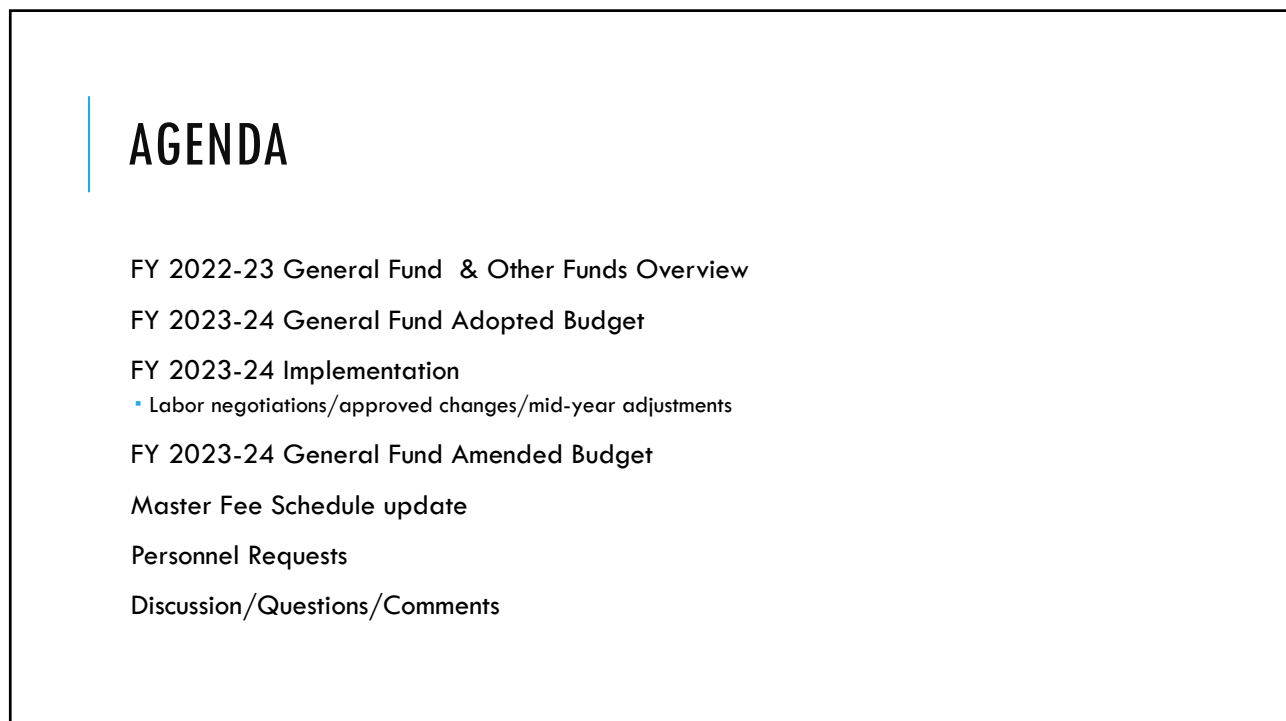 AGENDA
FY 2022-23 General Fund  & Other Funds Overview
FY 2023-24 General Fund Adopted Budget
FY 2023-24 Implementation
▪ Labor negotiations/approved changes/mid-year adjustments
FY 2023-24 General Fund Amended Budget
Master Fee Schedule update
Personnel Requests
Discussion/Questions/Comments